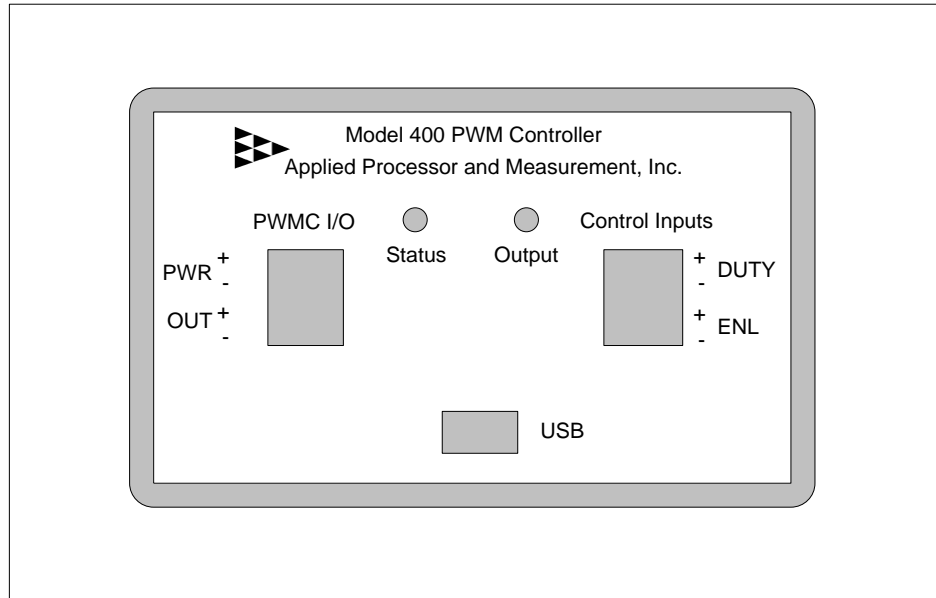 Model 400 PWM Controller
Applied Processor and Measurement, Inc.
PWMC I/O
Control Inputs
Status
Output
PWR + -
OUT + -
+ - DUTY
+ - ENL
USB